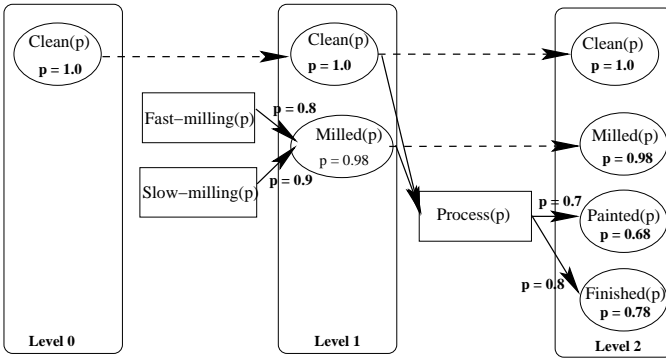 Clean(p)
p = 1.0
Clean(p)
p = 1.0
Clean(p)
p = 1.0
Fast−milling(p)
p = 0.8
Milled(p)
p = 0.98
Milled(p)
p = 0.98
Slow−milling(p)
p = 0.9
Process(p)
p = 0.7
Painted(p)
p = 0.68
p = 0.8
Finished(p)
p = 0.78
Level 0
Level 1
Level 2